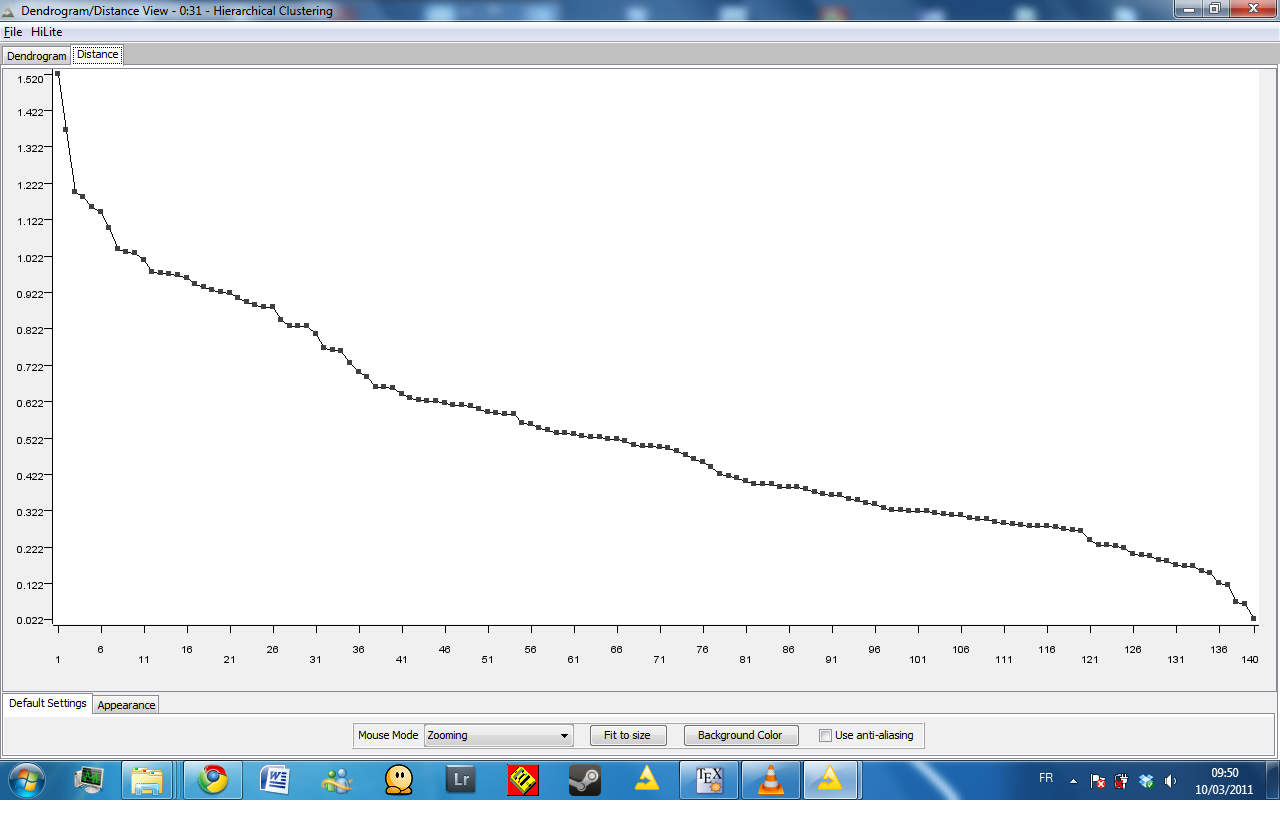 Dendrogram/Distance View - 0:31 - Hierarchical Clustering
File HiLite
Dendrogram Distance
1.520
1.422
1.322
1.222
1.122
1.022
0.922
0.822
0.722
0.622
0.522
0.422
0.322
0.222
0.122
0.022
6 16 26 36 46 56 66 76 86 96 106 116 126 136
1 11 21 31 41 51 61 71 81 91 101 111 121 131 140
Default Settings Appearance
Mouse Mode Zooming Fit to size Background Color Use anti-aliasing
Lr TEX FR 09:50
10/03/2011